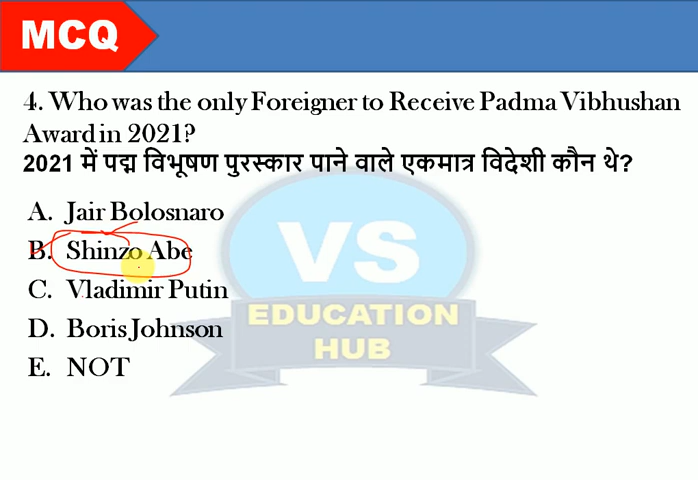 MCQ
4. Who was the only Foreigner to Receive Padma Vibhushan
Award in 2021?
2021 में पद्म विभूषण पुरस्कार पाने वाले एकमात्र विदेशी कौन थे?
A. Jair Bolosnaro
B. Shinzo Abe
C. Vladimir Putin
D. Boris Johnson
E. NOT
VS
EDUCATION
HUB